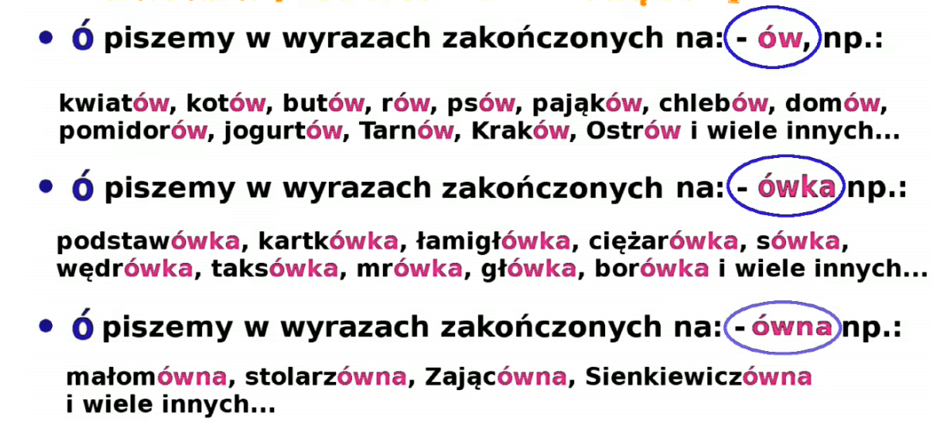 • ó piszemy w wyrazach zakończonych na: - ów, np.:
kwiatów, kotów, butów, rów, psów, pająków, chlebów, domów,
pomidorów, jogurtów, Tarnów, Kraków, Ostrów i wiele innych...
• ó piszemy w wyrazach zakończonych na: - ówka np.:
podstawówka, kartkówka, łamigłówka, ciężarówka, sówka,
wędrówka, taksówka, mrówka, główka, borówka i wiele innych...
• ó piszemy w wyrazach zakończonych na: - ówna np.:
małomówna, stolarzówna, Zającówna, Sienkiewiczówna
i wiele innych...